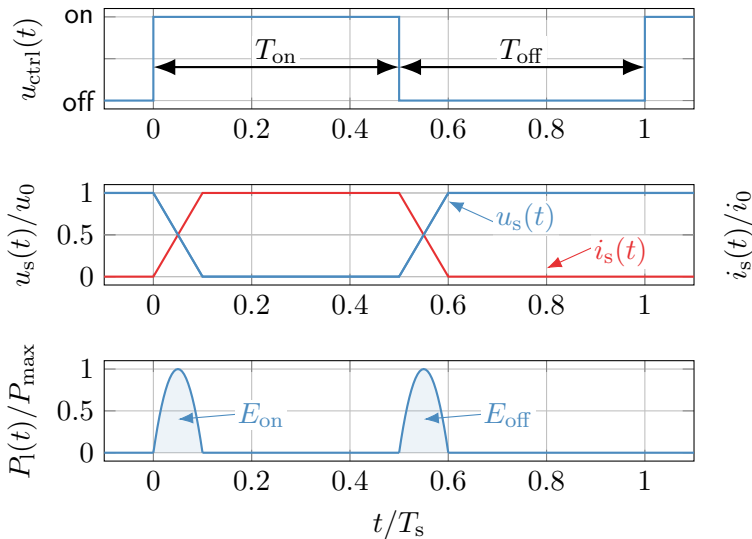 u_ctrl(t)
on
off
T_on
T_off
0 0.2 0.4 0.6 0.8 1
u_s(t)/u_0
1
0.5
0
u_s(t)
i_s(t)
i_s(t)/i_0
0 0.2 0.4 0.6 0.8 1
P_l(t)/P_max
1
0.5
0
E_on
E_off
0 0.2 0.4 0.6 0.8 1
t/T_s